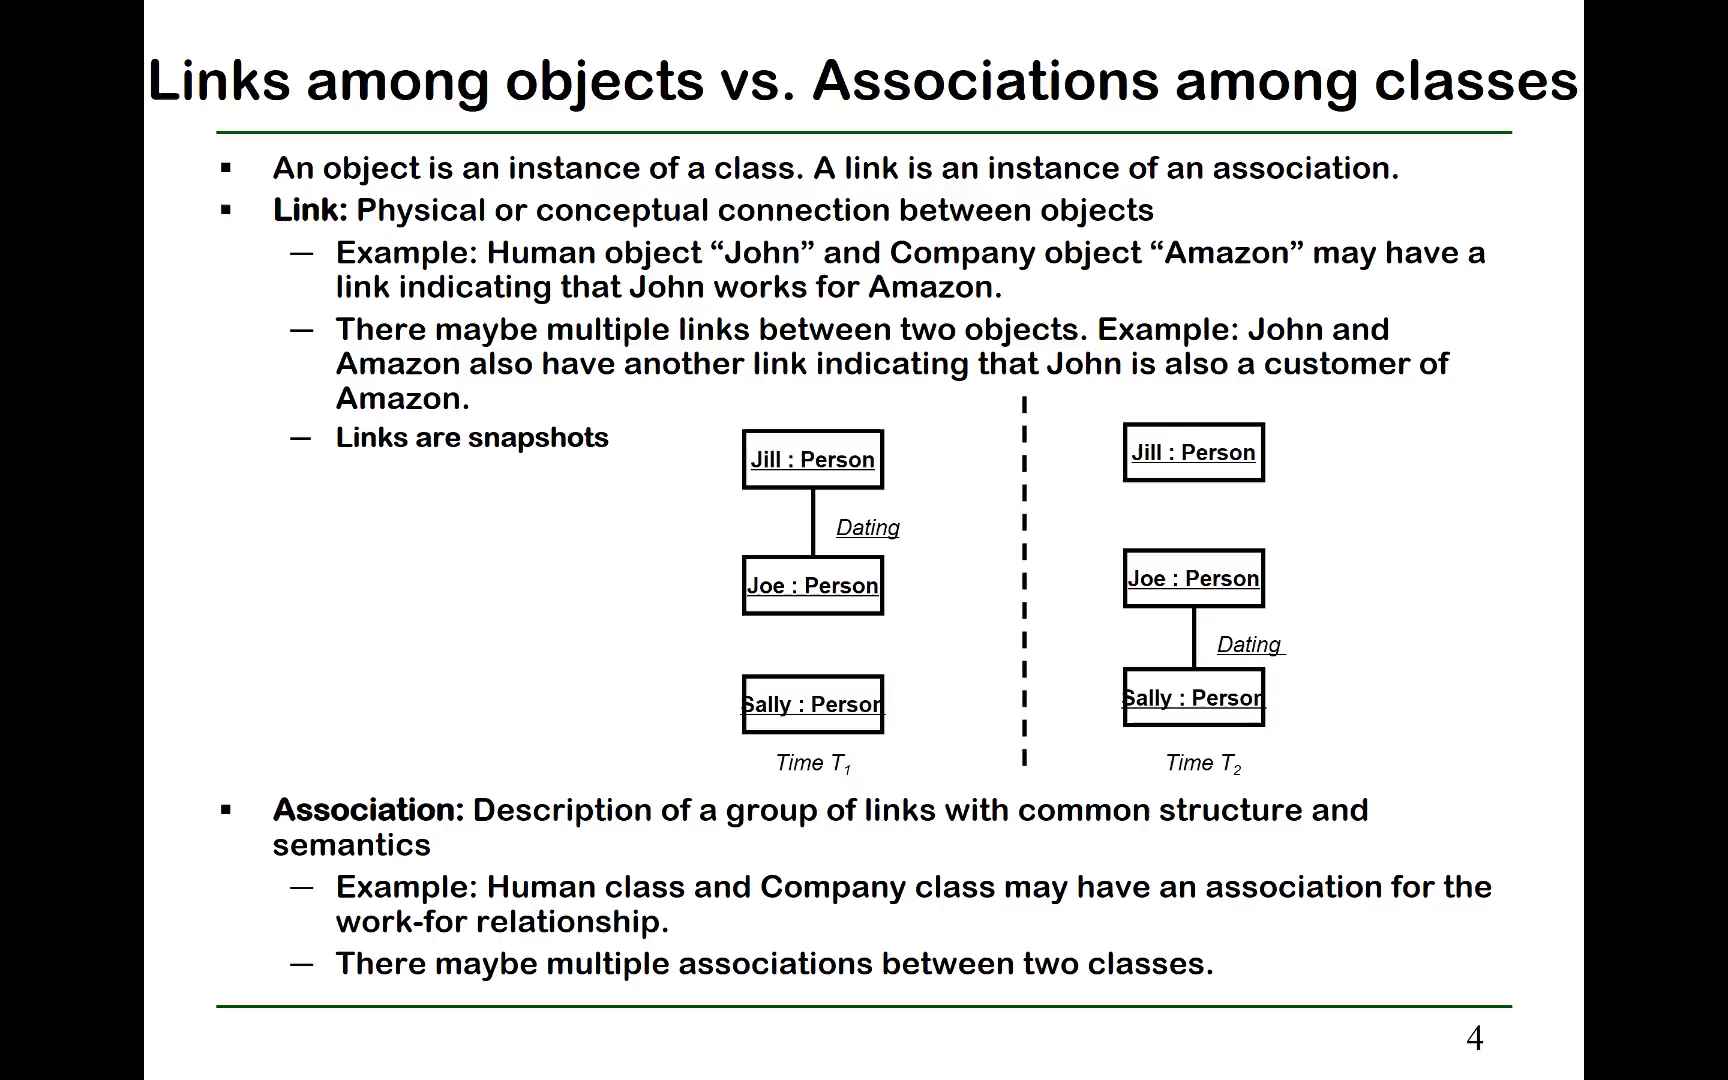 Links among objects vs. Associations among classes
▪ An object is an instance of a class. A link is an instance of an association.
▪ Link: Physical or conceptual connection between objects
— Example: Human object “John” and Company object “Amazon” may have a
link indicating that John works for Amazon.
— There maybe multiple links between two objects. Example: John and
Amazon also have another link indicating that John is also a customer of
Amazon.
— Links are snapshots
Jill : Person
Dating
Joe : Person
Sally : Person
Time T1
Jill : Person
Joe : Person
Dating
Sally : Person
Time T2
▪ Association: Description of a group of links with common structure and
semantics
— Example: Human class and Company class may have an association for the
work-for relationship.
— There maybe multiple associations between two classes.
4